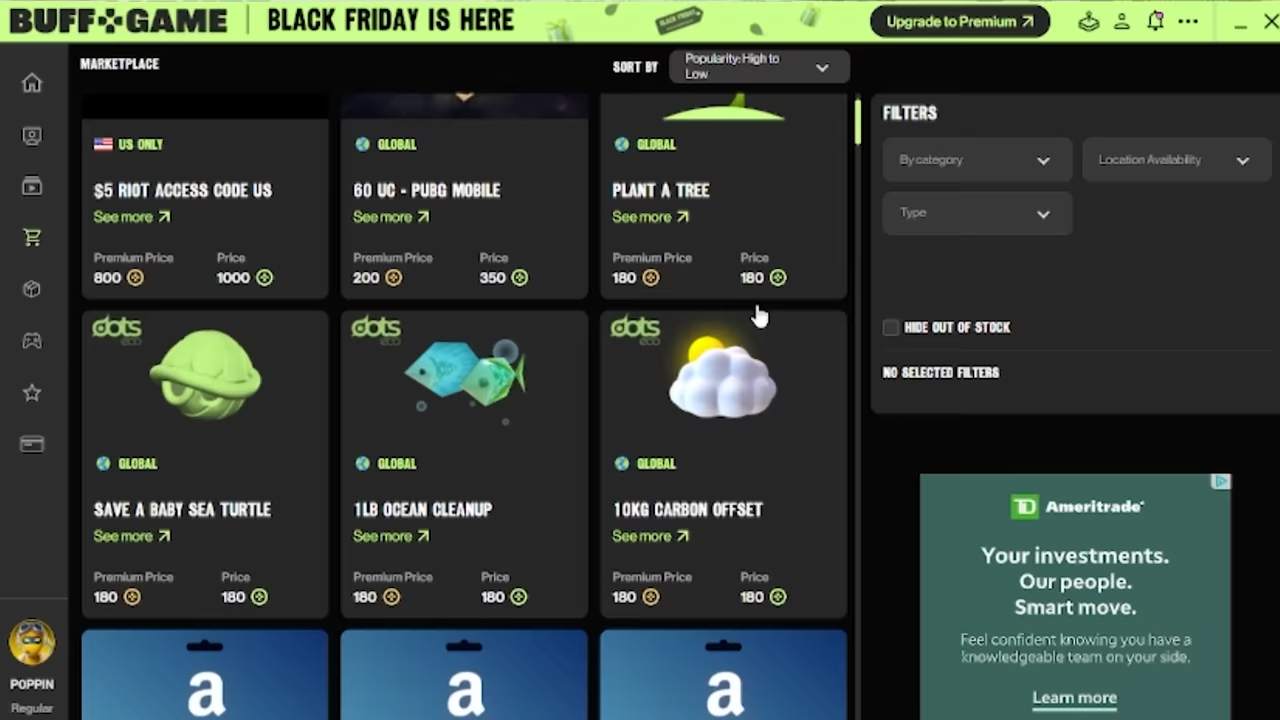 BUFF GAME
BLACK FRIDAY IS HERE
BLACK FRIDAY
Upgrade to Premium
MARKETPLACE
SORT BY
Popularity: High to
Low
US ONLY
$5 RIOT ACCESS CODE US
See more
Premium Price
Price
800
1000
GLOBAL
60 UC - PUBG MOBILE
See more
Premium Price
Price
200
350
GLOBAL
PLANT A TREE
See more
Premium Price
Price
180
180
dots
eco
GLOBAL
SAVE A BABY SEA TURTLE
See more
Premium Price
Price
180
180
dots
eco
GLOBAL
1LB OCEAN CLEANUP
See more
Premium Price
Price
180
180
dots
eco
GLOBAL
10KG CARBON OFFSET
See more
Premium Price
Price
180
180
a
a
a
FILTERS
By category
Location Availability
Type
HIDE OUT OF STOCK
NO SELECTED FILTERS
TD Ameritrade
Your investments.
Our people.
Smart move.
Feel confident knowing you have a
knowledgeable team on your side.
Learn more
POPPIN
Regular